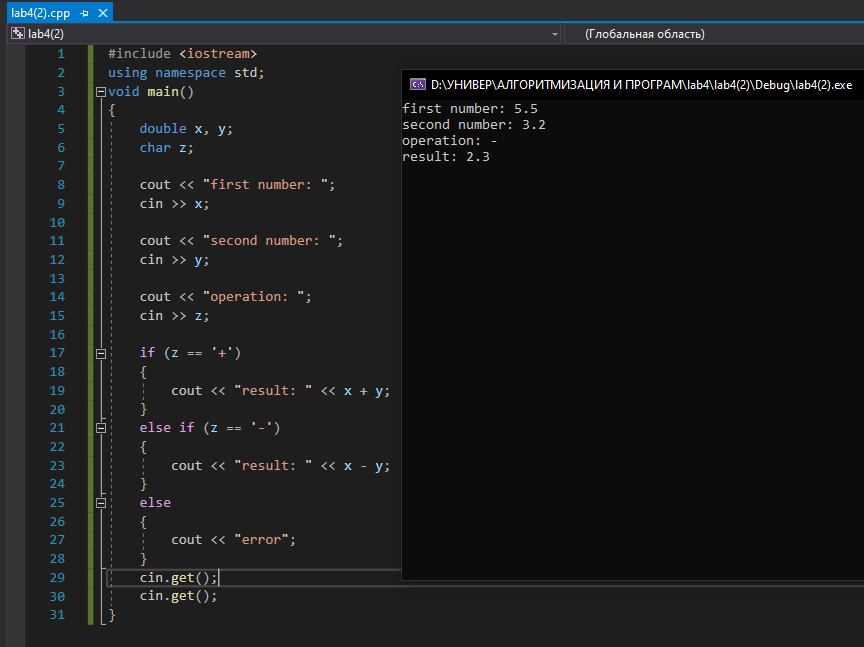 lab4(2).cpp
lab4(2)
(Глобальная область)
1 #include <iostream>
2 using namespace std;
3 void main()
4 {
5 double x, y;
6 char z;
7
8 cout << "first number: ";
9 cin >> x;
10
11 cout << "second number: ";
12 cin >> y;
13
14 cout << "operation: ";
15 cin >> z;
16
17 if (z == '+')
18 {
19 cout << "result: " << x + y;
20 }
21 else if (z == '-')
22 {
23 cout << "result: " << x - y;
24 }
25 else
26 {
27 cout << "error";
28 }
29 cin.get();
30 cin.get();
31 }
D:\УНИВЕР\АЛГОРИТМИЗАЦИЯ И ПРОГРАМ\lab4\lab4(2)\Debug\lab4(2).exe
first number: 5.5
second number: 3.2
operation: -
result: 2.3